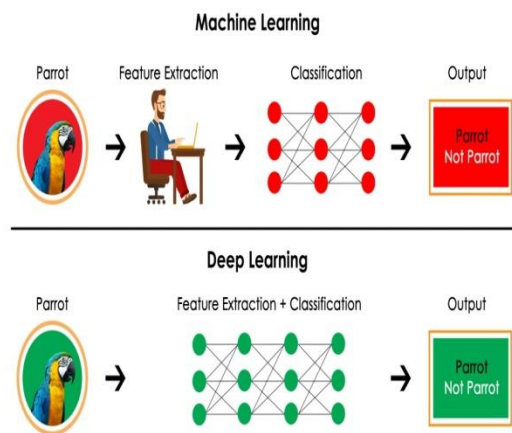 Machine Learning
Parrot
Feature Extraction
Classification
Output
Parrot
Not Parrot
Deep Learning
Parrot
Feature Extraction + Classification
Output
Parrot
Not Parrot